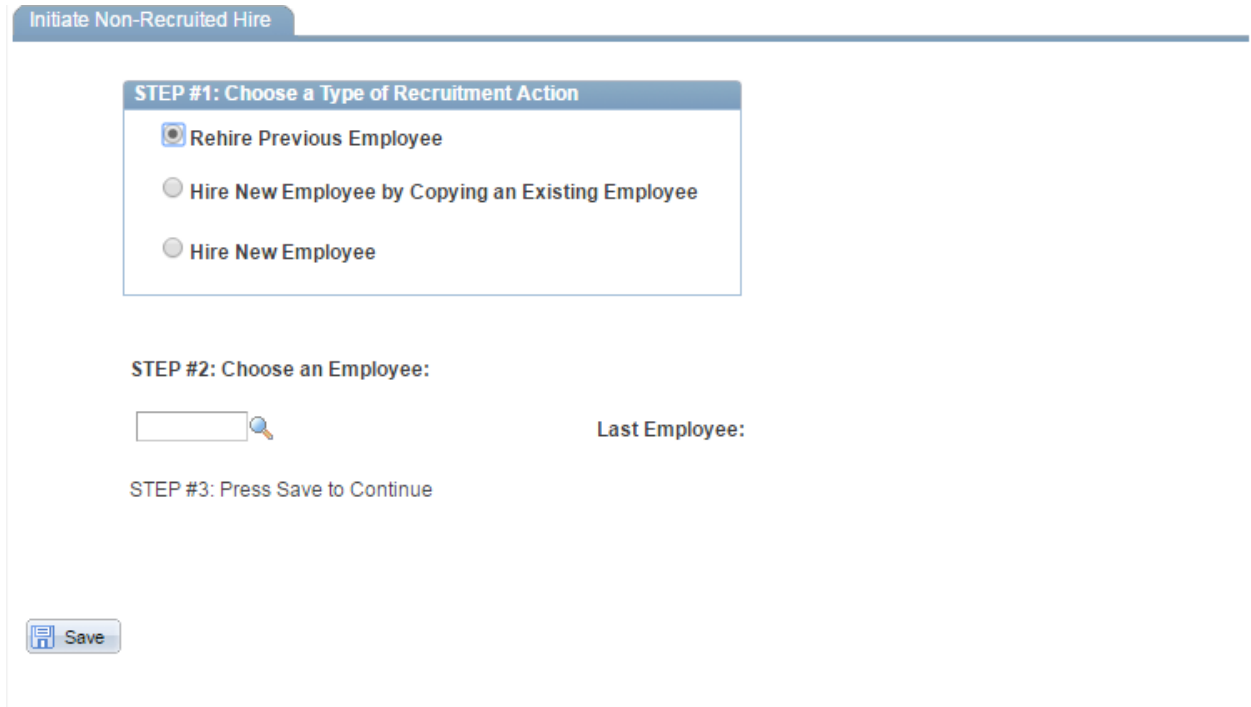 Initiate Non-Recruited Hire
STEP #1: Choose a Type of Recruitment Action
Rehire Previous Employee
Hire New Employee by Copying an Existing Employee
Hire New Employee
STEP #2: Choose an Employee:
Last Employee:
STEP #3: Press Save to Continue
Save